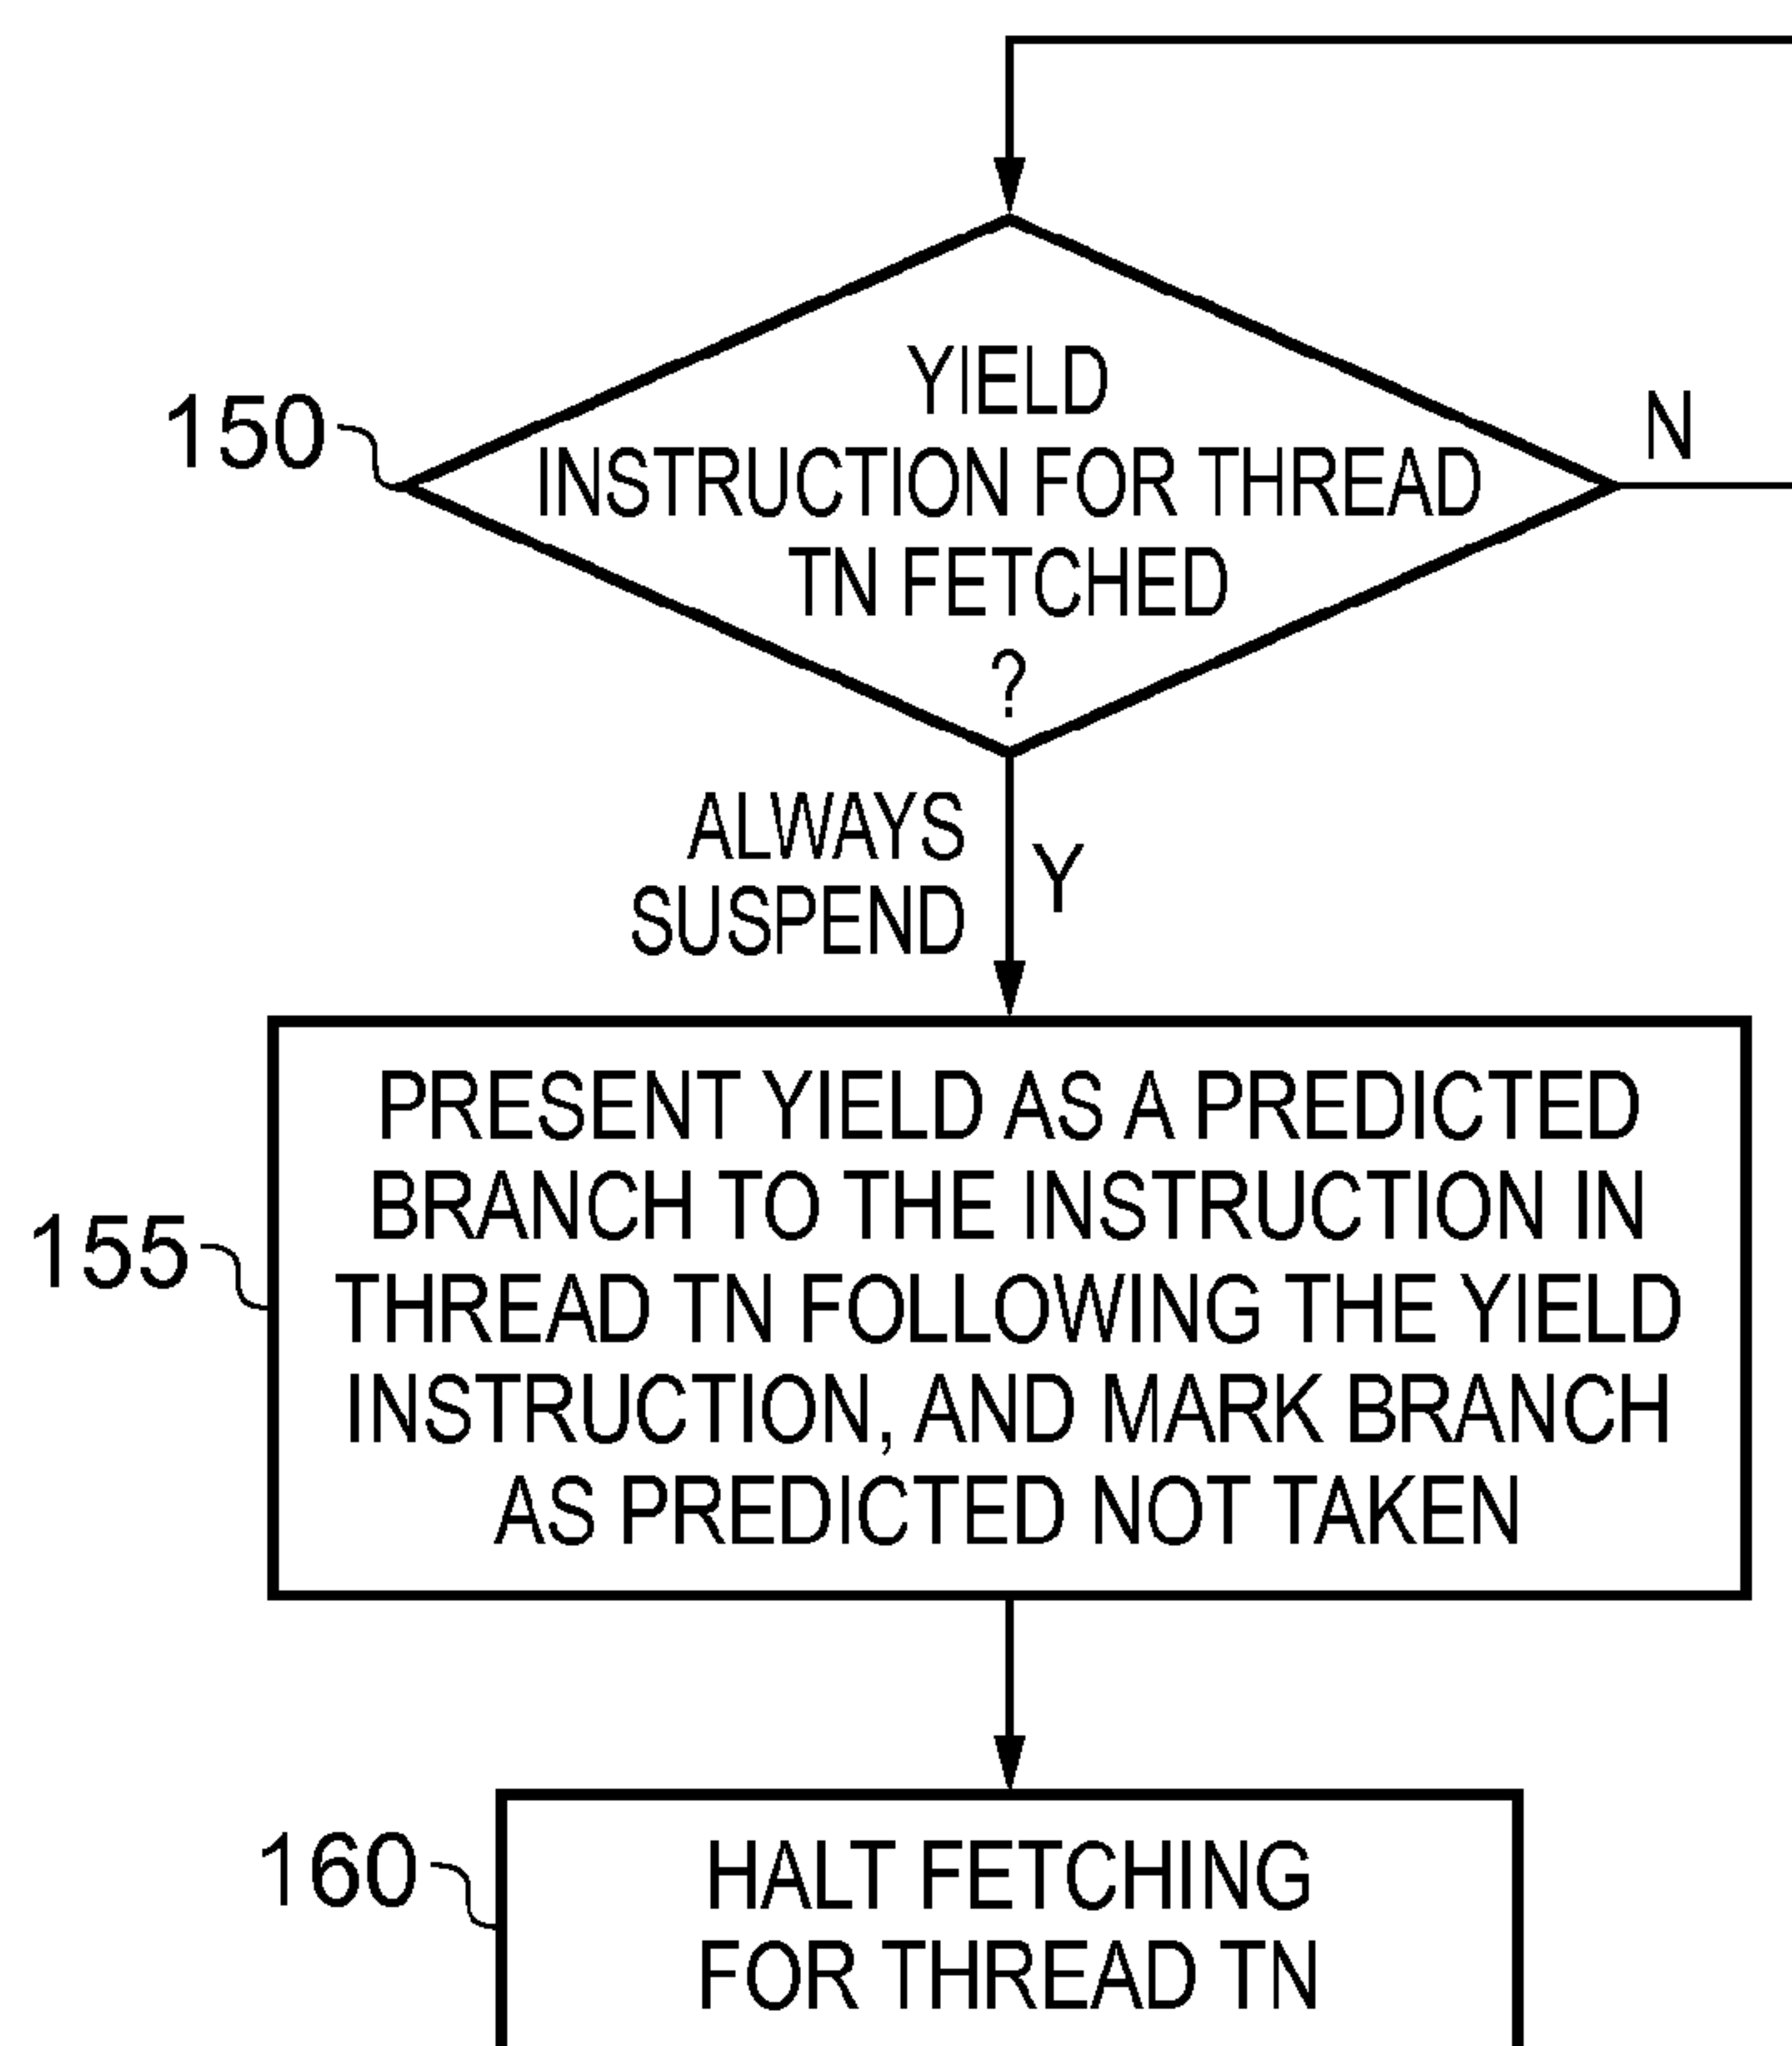 YIELD
INSTRUCTION FOR THREAD
TN FETCHED
?
150
N
ALWAYS
SUSPEND
Y
PRESENT YIELD AS A PREDICTED
BRANCH TO THE INSTRUCTION IN
THREAD TN FOLLOWING THE YIELD
INSTRUCTION, AND MARK BRANCH
AS PREDICTED NOT TAKEN
155
HALT FETCHING
FOR THREAD TN
160